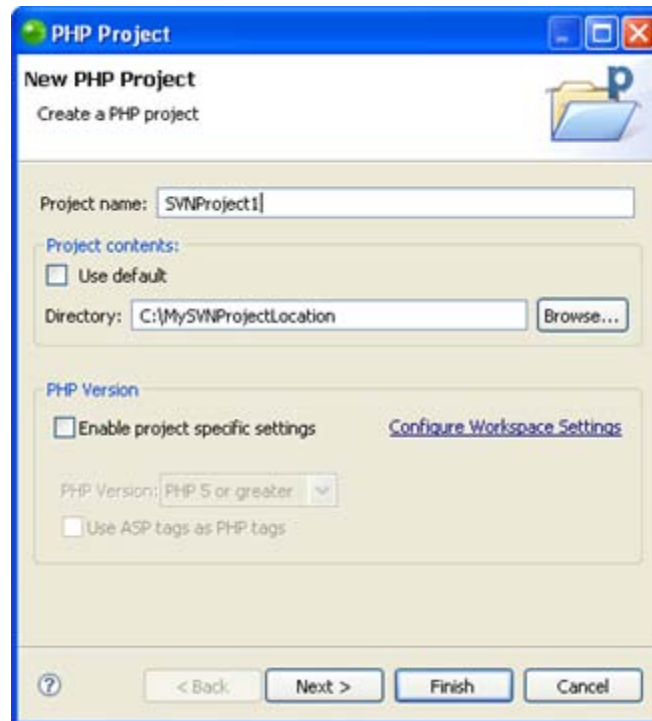 PHP Project
New PHP Project
Create a PHP project
Project name: SVNProject1
Project contents:
Use default
Directory: C:\MySVNProjectLocation Browse...
PHP Version
Enable project specific settings Configure Workspace Settings
PHP Version: PHP 5 or greater
Use ASP tags as PHP tags
? < Back Next > Finish Cancel